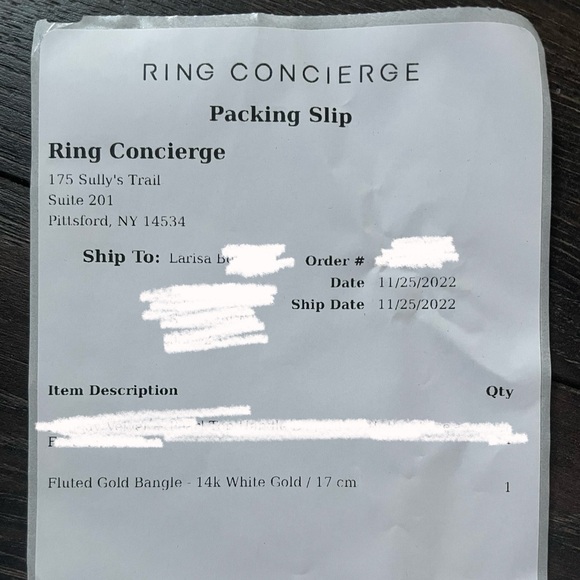 RING CONCIERGE
Packing Slip
Ring Concierge
175 Sully's Trail
Suite 201
Pittsford, NY 14534
Ship To: Larisa
Order #
Date 11/25/2022
Ship Date 11/25/2022
Item Description Qty
Fluted Gold Bangle - 14k White Gold / 17 cm 1